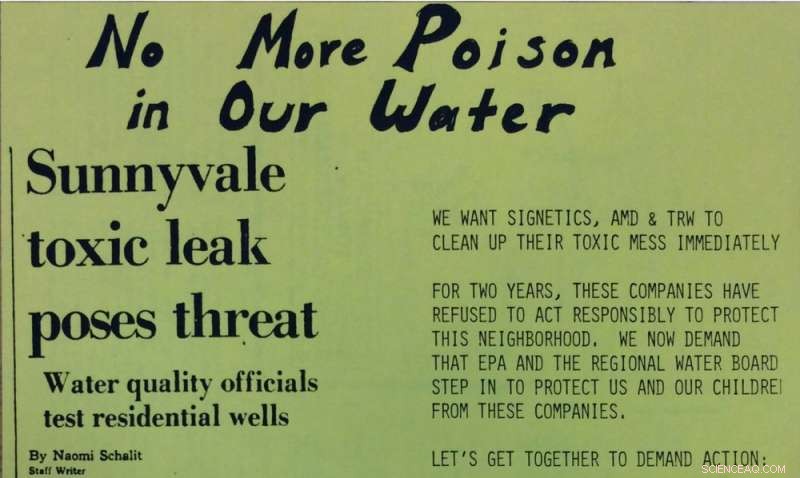 No More Poison
in Our Water
Sunnyvale
toxic leak
poses threat
Water quality officials
test residential wells
By Naomi Schalit
Staff Writer
WE WANT SIGNETICS, AMD & TRW TO
CLEAN UP THEIR TOXIC MESS IMMEDIATELY
FOR TWO YEARS, THESE COMPANIES HAVE
REFUSED TO ACT RESPONSIBLY TO PROTECT
THIS NEIGHBORHOOD. WE NOW DEMAND
THAT EPA AND THE REGIONAL WATER BOARD
STEP IN TO PROTECT US AND OUR CHILDRE
FROM THESE COMPANIES.
LET'S GET TOGETHER TO DEMAND ACTION:
SCIENCEAQ.COM